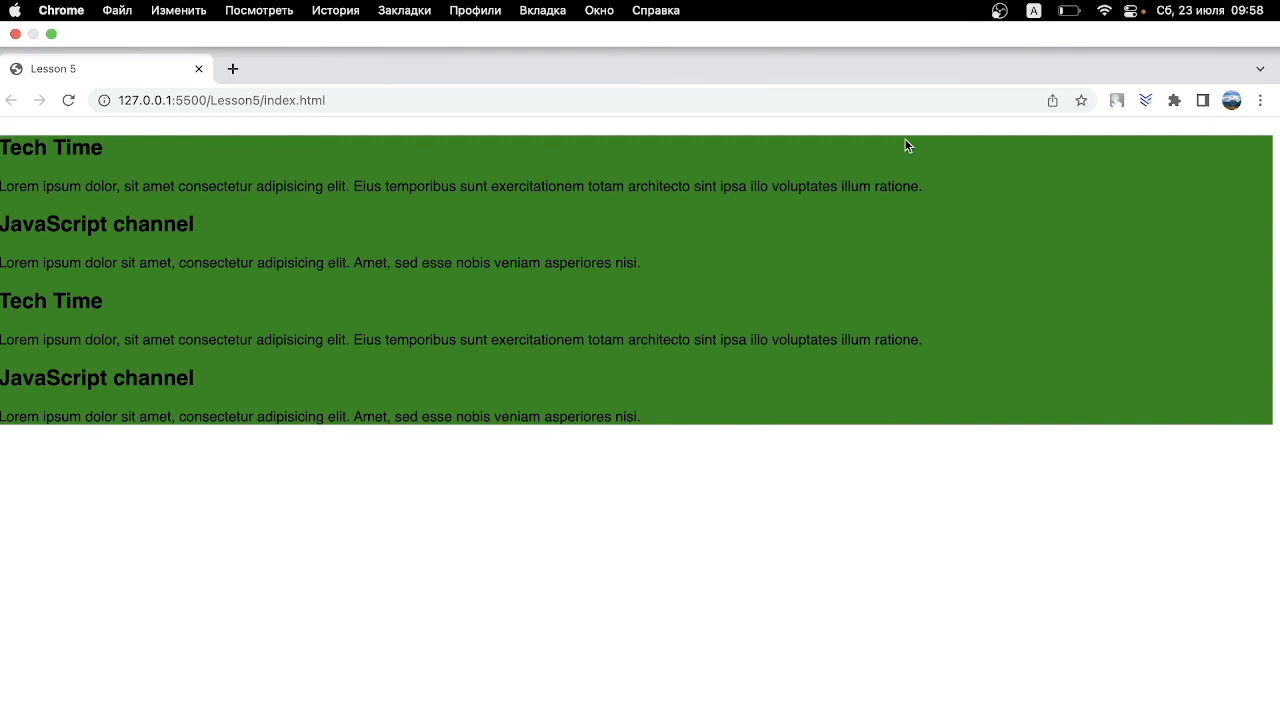 Chrome Файл Изменить Посмотреть История Закладки Профили Вкладка Окно Справка A Сб, 23 июля 09:58
Lesson 5
127.0.0.1:5500/Lesson5/index.html
Tech Time
Lorem ipsum dolor, sit amet consectetur adipisicing elit. Eius temporibus sunt exercitationem totam architecto sint ipsa illo voluptates illum ratione.
JavaScript channel
Lorem ipsum dolor sit amet, consectetur adipisicing elit. Amet, sed esse nobis veniam asperiores nisi.
Tech Time
Lorem ipsum dolor, sit amet consectetur adipisicing elit. Eius temporibus sunt exercitationem totam architecto sint ipsa illo voluptates illum ratione.
JavaScript channel
Lorem ipsum dolor sit amet, consectetur adipisicing elit. Amet, sed esse nobis veniam asperiores nisi.